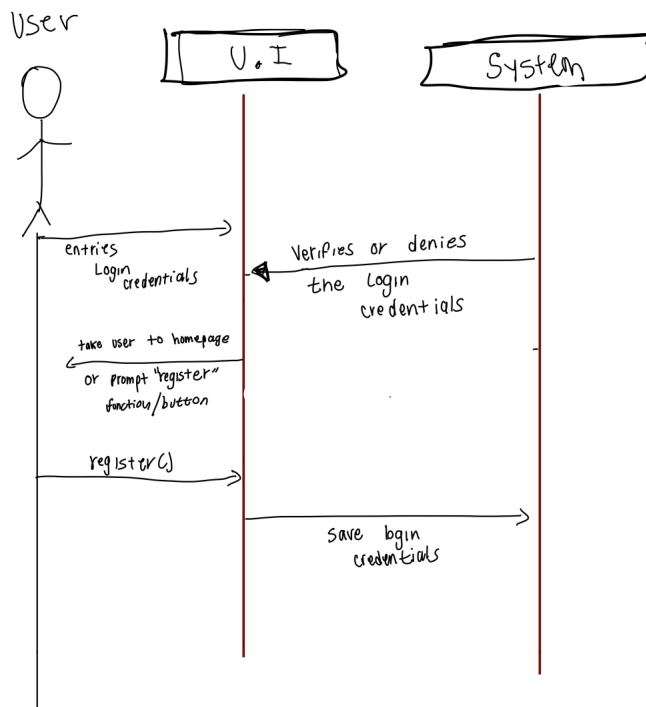 User
U.I
System
entries
Login
credentials
Verifies or denies
the Login
credentials
take user to homepage
or prompt "register"
function/button
register()
save login
credentials